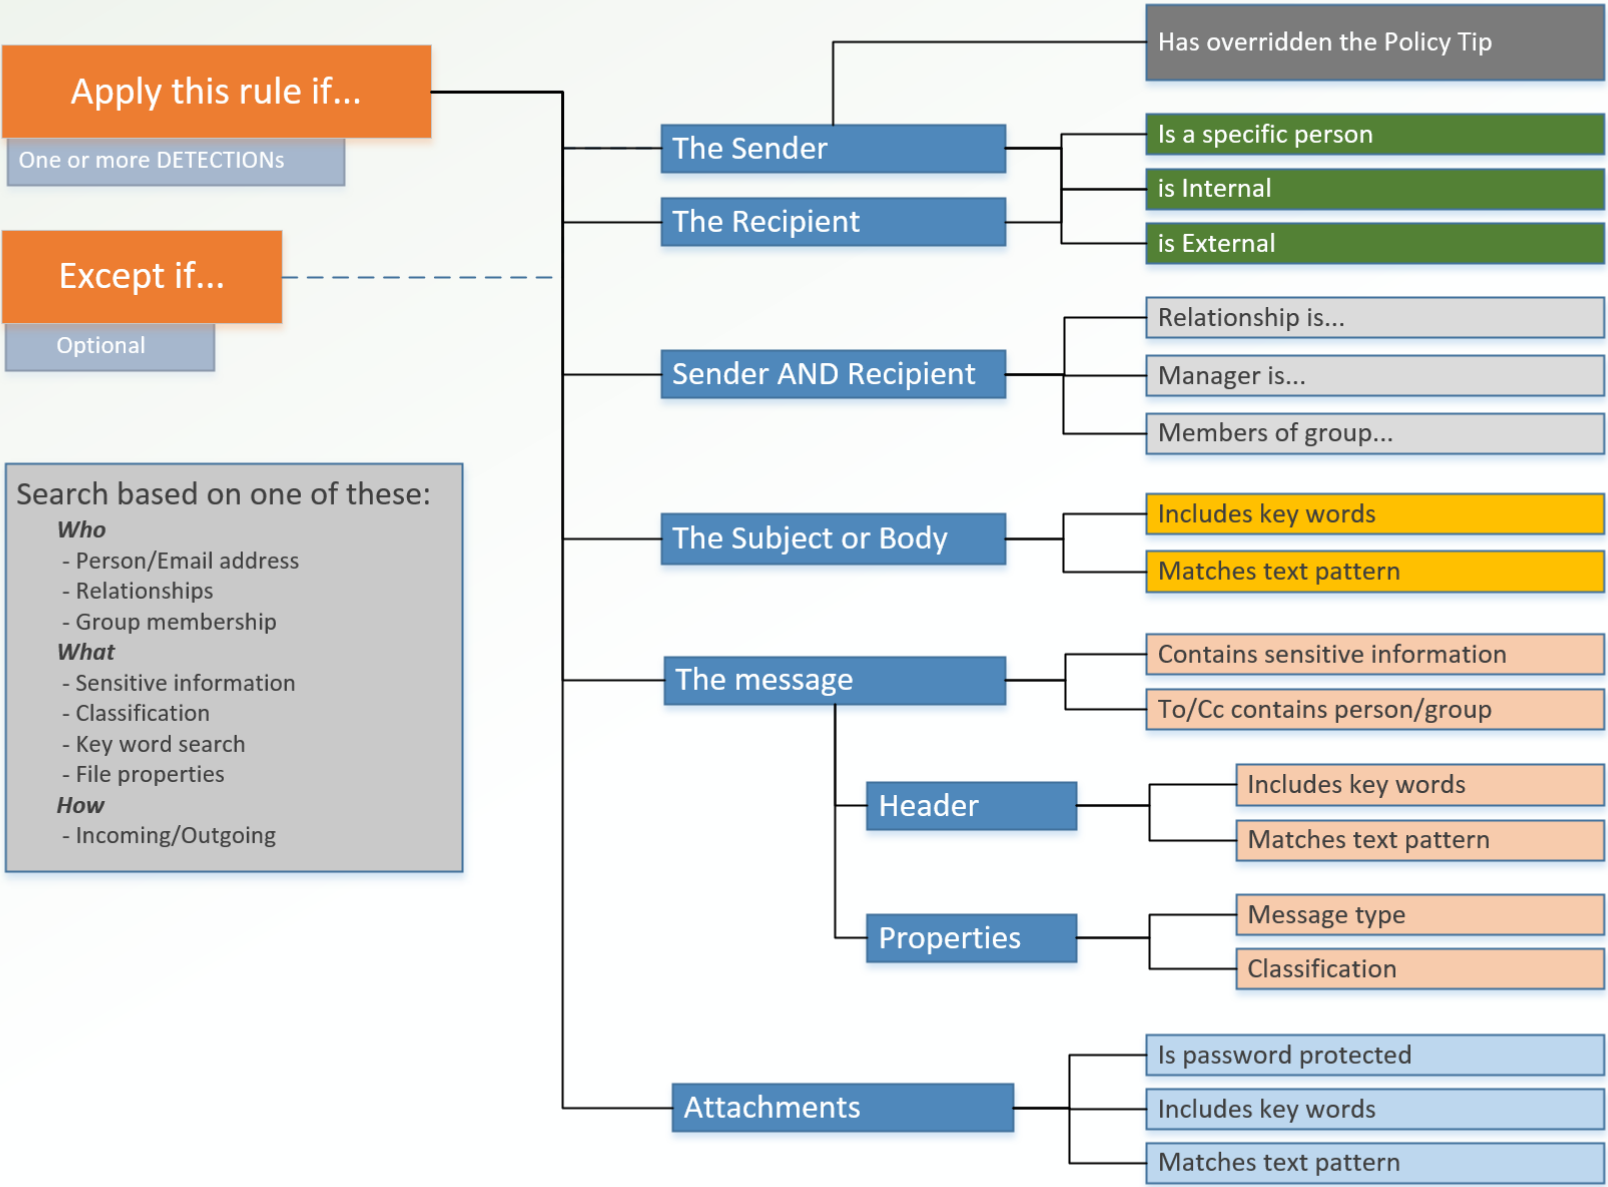 Apply this rule if...
One or more DETECTIONs
Except if...
Optional
Search based on one of these:
Who
- Person/Email address
- Relationships
- Group membership
What
- Sensitive information
- Classification
- Key word search
- File properties
How
- Incoming/Outgoing
The Sender
The Recipient
Has overridden the Policy Tip
Is a specific person
is Internal
is External
Sender AND Recipient
Relationship is...
Manager is...
Members of group...
The Subject or Body
Includes key words
Matches text pattern
The message
Contains sensitive information
To/Cc contains person/group
Header
Includes key words
Matches text pattern
Properties
Message type
Classification
Attachments
Is password protected
Includes key words
Matches text pattern